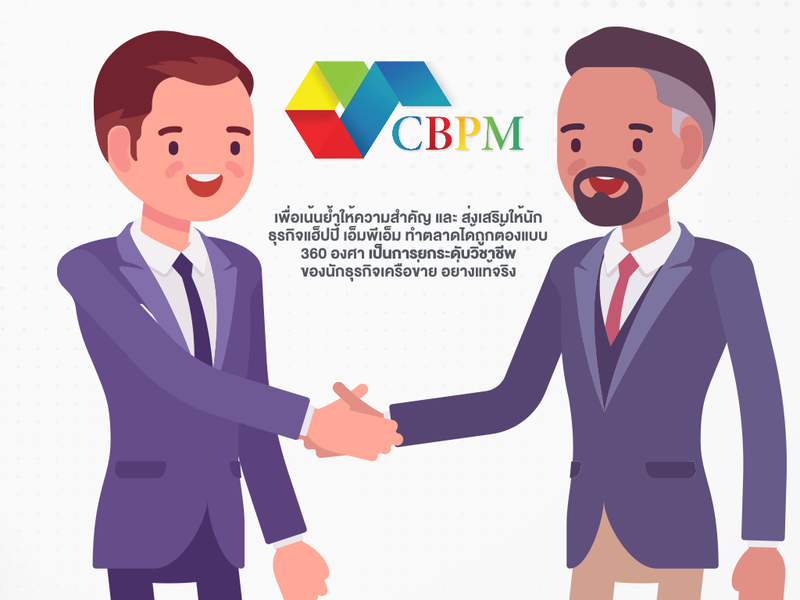 CBPM
เพื่อเน้นย้ำให้ความสำคัญ และ ส่งเสริมให้นัก
ธุรกิจแฮ็ปปี้ เอ็มพีเอ็ม ทำตลาดได้ถูกต้องแบบ
360 องศา เป็นการยกระดับวิชาชีพ
ของนักธุรกิจเครือข่าย อย่างแท้จริง